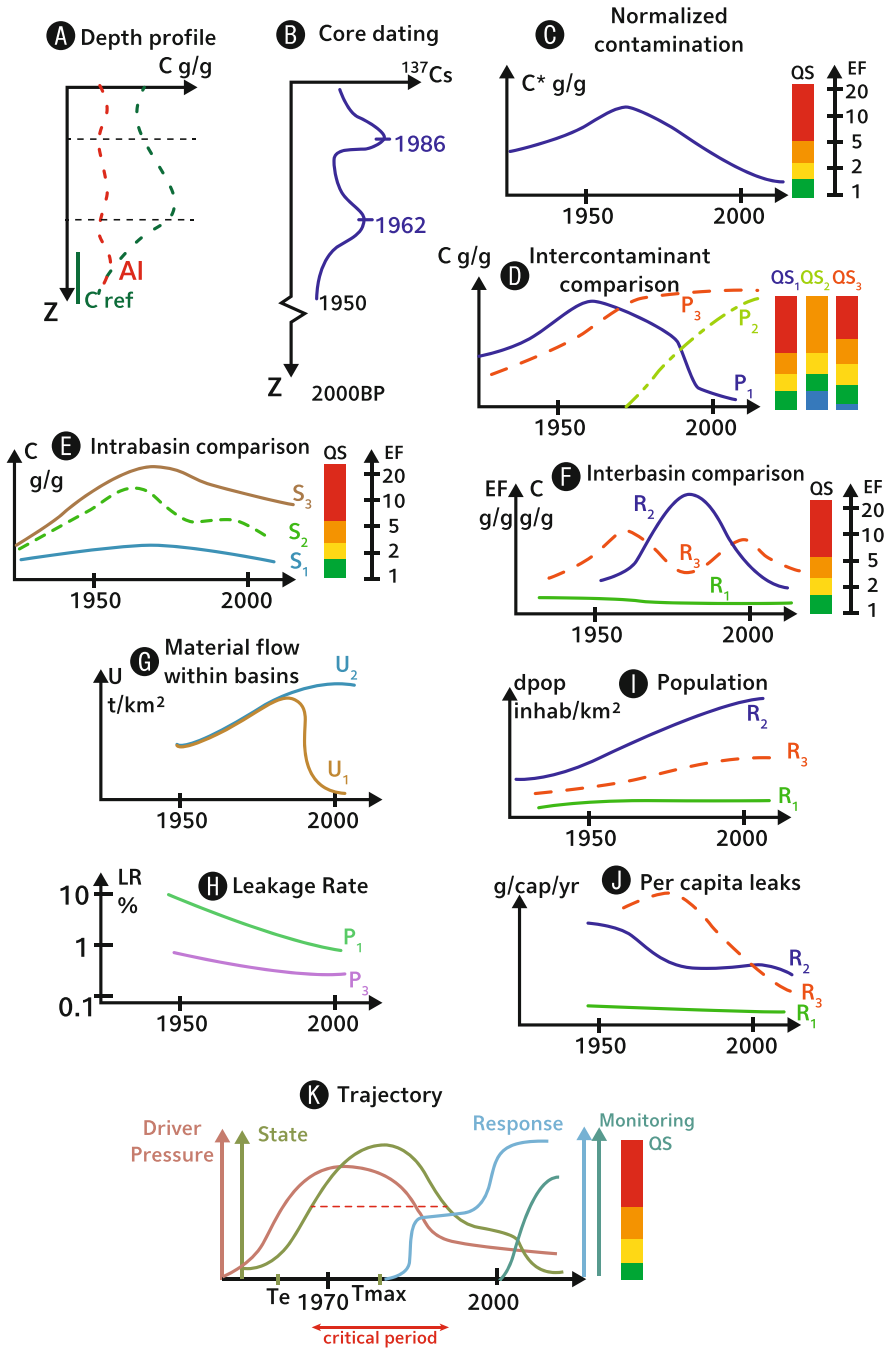 A Depth profile
C g/g
Al
C ref
Z
B Core dating
137Cs
1986
1962
1950
Z
2000BP
C Normalized
contamination
C* g/g
QS
EF
20
10
5
2
1
1950
2000
D Intercontaminant
comparison
C g/g
QS1 QS2 QS3
P3
P2
P1
1950
2000
E Intrabasin comparison
C
g/g
QS
EF
20
10
5
2
1
S3
S2
S1
1950
2000
F Interbasin comparison
EF C
g/g g/g
QS
EF
20
10
5
2
1
R2
R3
R1
1950
2000
G Material flow
within basins
U
t/km2
U2
U1
1950
2000
I Population
dpop
inhab/km2
R2
R3
R1
1950
2000
H Leakage Rate
LR
%
10
1
0.1
P1
P3
1950
2000
J Per capita leaks
g/cap/yr
R2
R3
R1
1950
2000
K Trajectory
Driver
Pressure
State
Response
Monitoring
QS
Te
1970
Tmax
2000
critical period